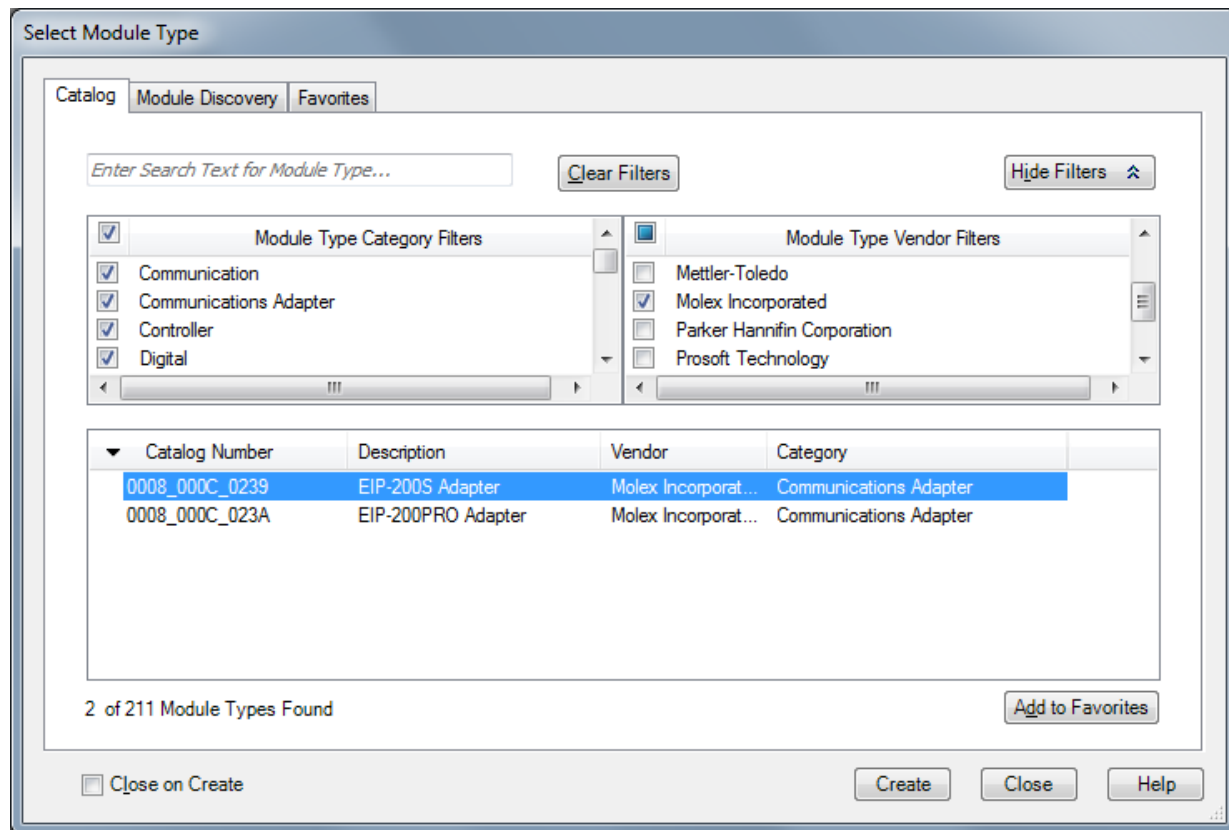 Select Module Type
Catalog Module Discovery Favorites
Enter Search Text for Module Type... Clear Filters Hide Filters
Module Type Category Filters Module Type Vendor Filters
Communication Mettler-Toledo
Communications Adapter Molex Incorporated
Controller Parker Hannifin Corporation
Digital Prosoft Technology
Catalog Number Description Vendor Category
0008_000C_0239 EIP-200S Adapter Molex Incorporat... Communications Adapter
0008_000C_023A EIP-200PRO Adapter Molex Incorporat... Communications Adapter
2 of 211 Module Types Found Add to Favorites
Close on Create Create Close Help